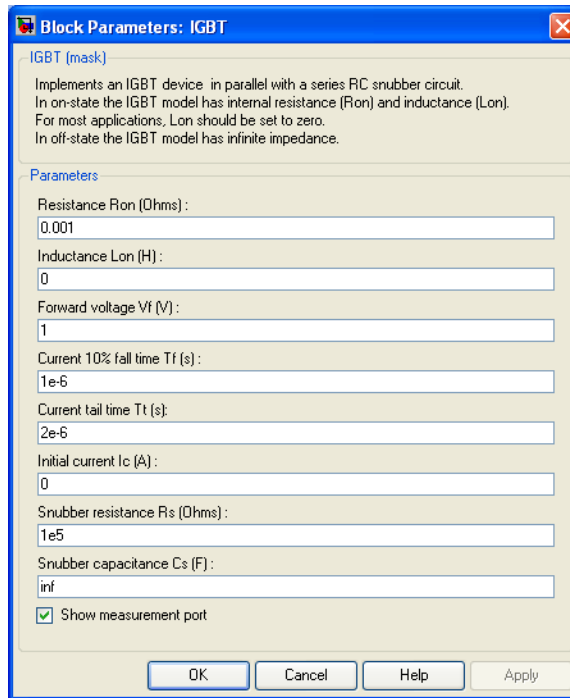 Block Parameters: IGBT
IGBT (mask)
Implements an IGBT device in parallel with a series RC snubber circuit.
In on-state the IGBT model has internal resistance (Ron) and inductance (Lon).
For most applications, Lon should be set to zero.
In off-state the IGBT model has infinite impedance.
Parameters
Resistance Ron (Ohms) :
0.001
Inductance Lon (H) :
0
Forward voltage Vf (V) :
1
Current 10% fall time Tf (s) :
1e-6
Current tail time Tt (s):
2e-6
Initial current Ic (A) :
0
Snubber resistance Rs (Ohms) :
1e5
Snubber capacitance Cs (F) :
inf
Show measurement port
OK Cancel Help Apply